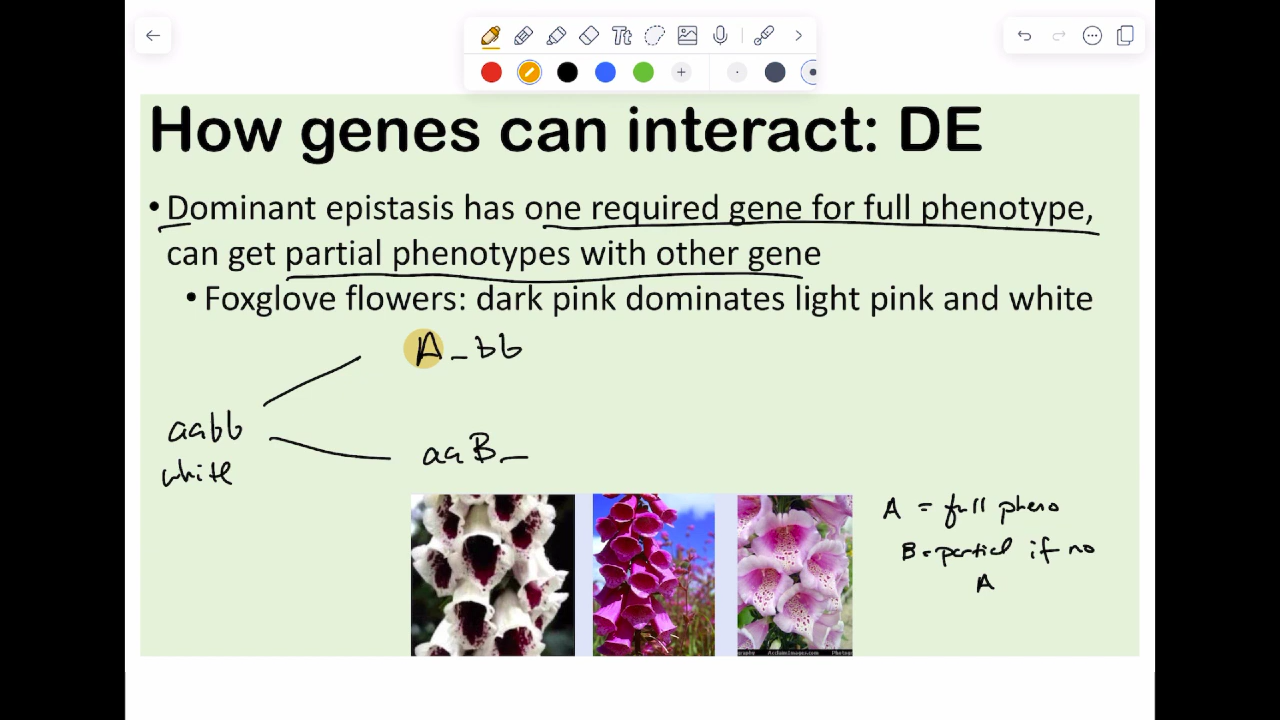 Tt
How genes can interact: DE
• Dominant epistasis has one required gene for full phenotype,
can get partial phenotypes with other gene
• Foxglove flowers: dark pink dominates light pink and white
A_bb
aabb
white
aaB_
A = full pheno
B = partial if no
A